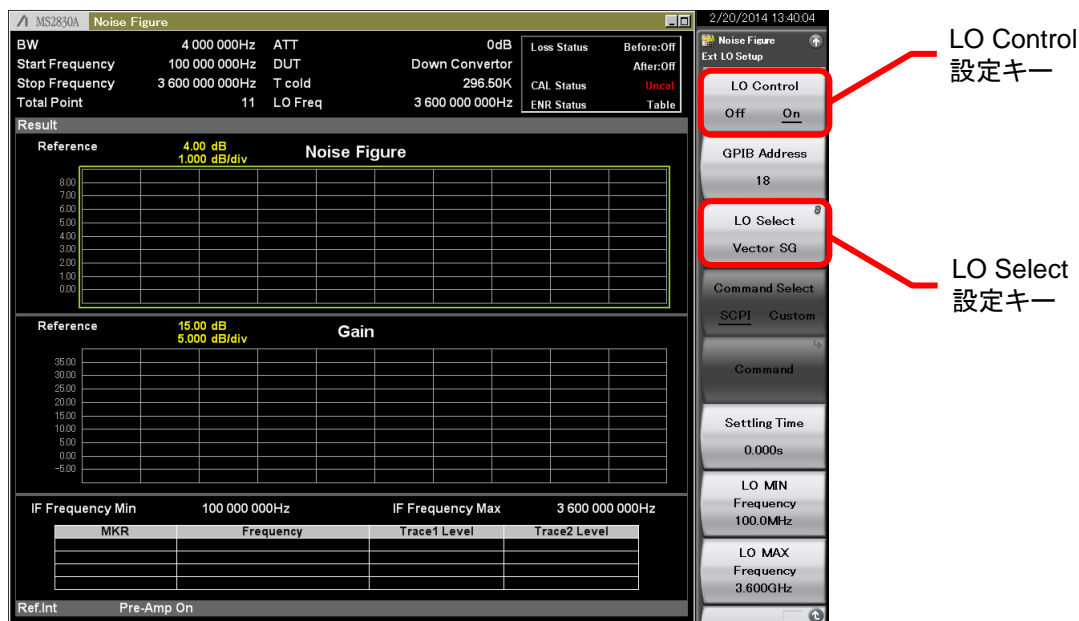 MS2830A Noise Figure
2/20/2014 13:40:04
BW 4 000 000Hz ATT 0dB Loss Status Before:Off
After:Off
Start Frequency 100 000 000Hz DUT Down Convertor
Stop Frequency 3 600 000 000Hz T cold 296.50K CAL Status Uncal
Total Point 11 LO Freq 3 600 000 000Hz ENR Status Table
Result
Reference 4.00 dB
1.000 dB/div
Noise Figure
8.00
7.00
6.00
5.00
4.00
3.00
2.00
1.00
0.00
Reference 15.00 dB
5.000 dB/div
Gain
35.00
30.00
25.00
20.00
15.00
10.00
5.00
0.00
-5.00
IF Frequency Min 100 000 000Hz IF Frequency Max 3 600 000 000Hz
MKR Frequency Trace1 Level Trace2 Level
Ref.Int Pre-Amp On
Noise Figure
Ext LO Setup
LO Control
Off On
GPIB Address
18
LO Select
Vector SG
Command Select
SCPI Custom
Command
Settling Time
0.000s
LO MIN
Frequency
100.0MHz
LO MAX
Frequency
3.600GHz
LO Control
設定キー
LO Select
設定キー